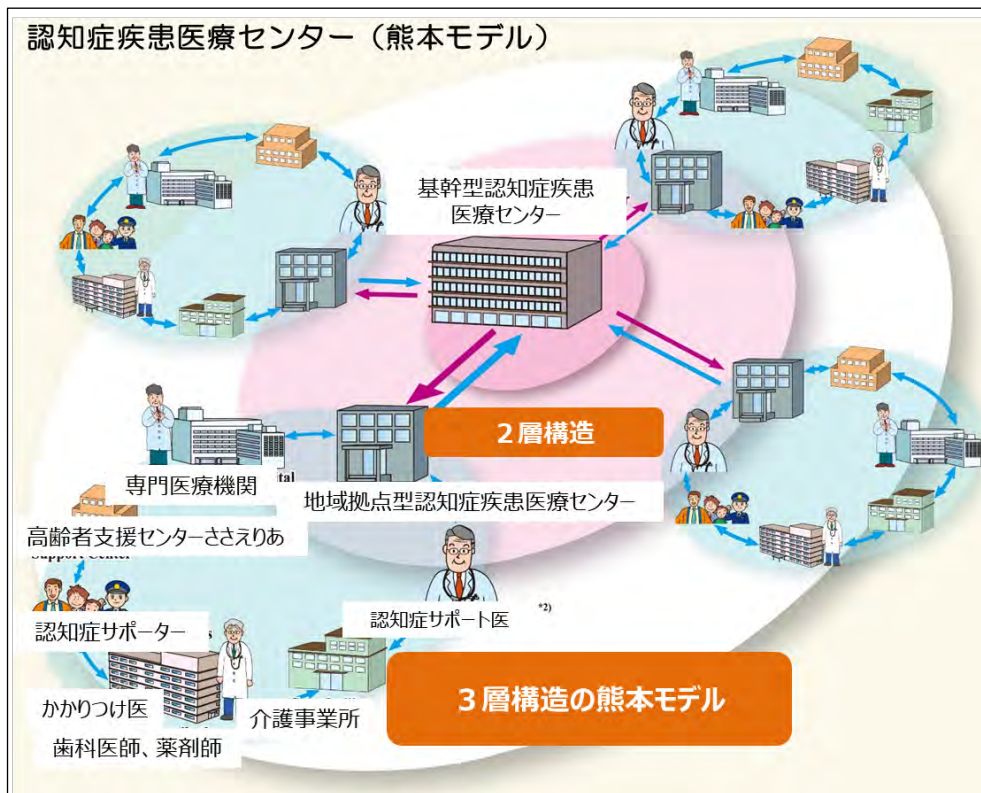 認知症疾患医療センター（熊本モデル）
基幹型認知症疾患
医療センター
２層構造
専門医療機関
tal
地域拠点型認知症疾患医療センター
高齢者支援センターささえりあ
Support Center
認知症サポーター
s
認知症サポート医
*2)
３層構造の熊本モデル
かかりつけ医
介護事業所
歯科医師、薬剤師